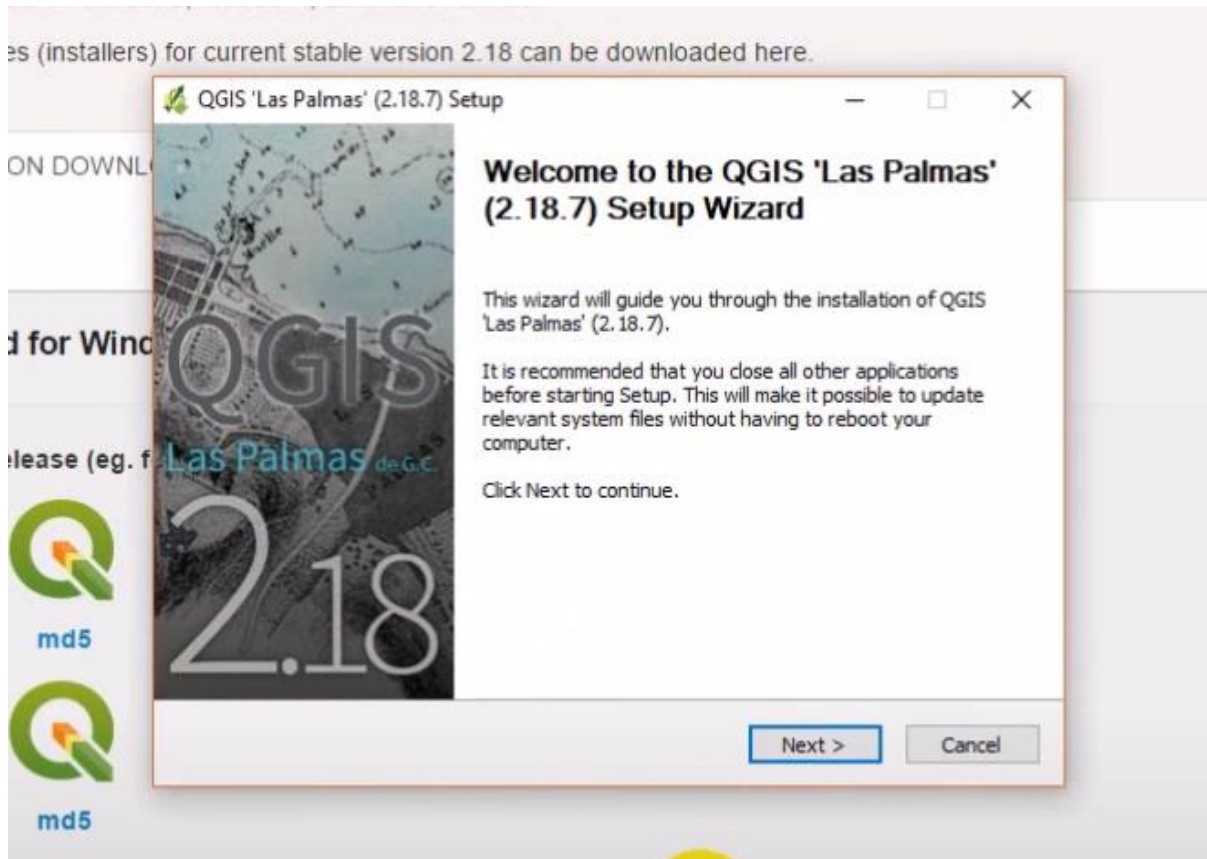 es (installers) for current stable version 2.18 can be downloaded here.
QGIS 'Las Palmas' (2.18.7) Setup
ON DOWNL
Welcome to the QGIS 'Las Palmas'
(2.18.7) Setup Wizard
This wizard will guide you through the installation of QGIS
'Las Palmas' (2.18.7).
d for Wind
QGIS
It is recommended that you close all other applications
before starting Setup. This will make it possible to update
relevant system files without having to reboot your
computer.
elease (eg. f
Las Palmas de G.C.
Click Next to continue.
2.18
md5
Next >
Cancel
md5